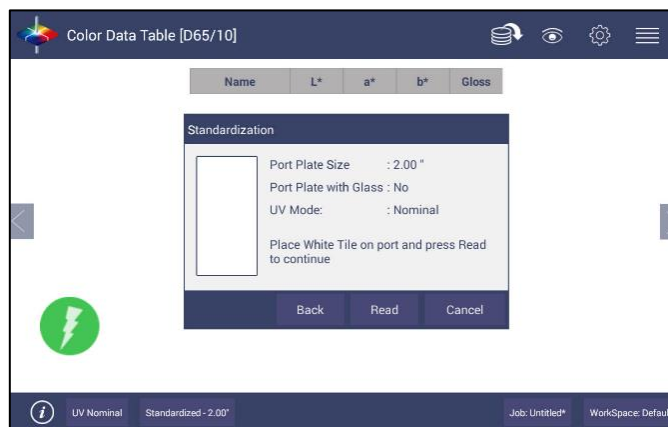 Color Data Table [D65/10]
Name L* a* b* Gloss
Standardization
Port Plate Size : 2.00 "
Port Plate with Glass : No
UV Mode: : Nominal
Place White Tile on port and press Read
to continue
Back Read Cancel
i UV Nominal Standardized - 2.00" Job: Untitled* WorkSpace: Defaul